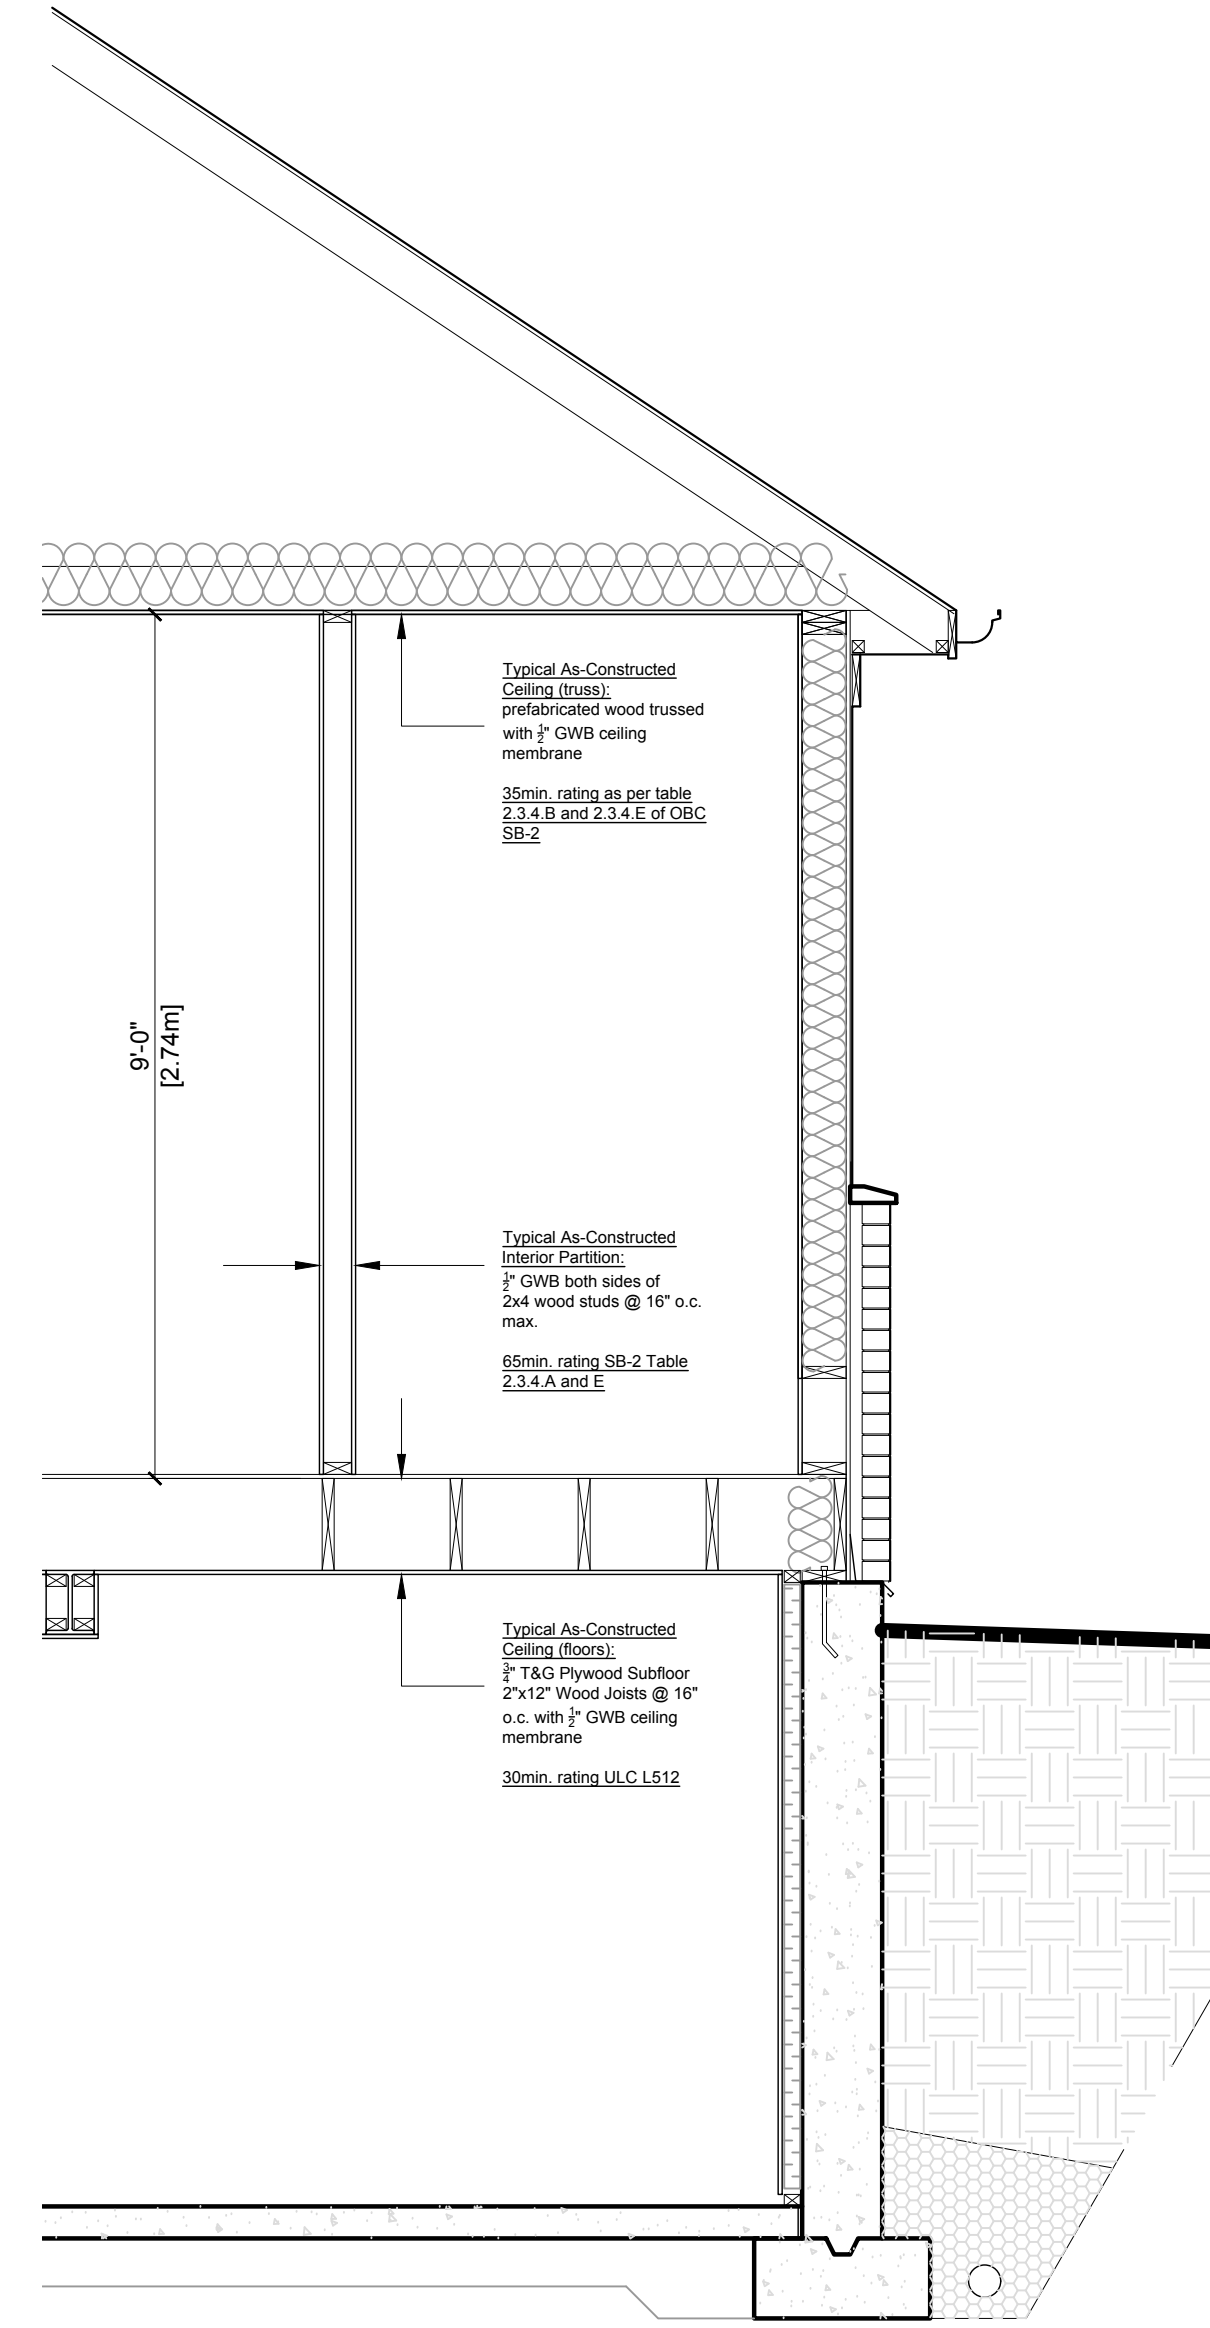 Typical As-Constructed
Ceiling (truss):
prefabricated wood trussed
with 1/2" GWB ceiling
membrane
35min. rating as per table
2.3.4.B and 2.3.4.E of OBC
SB-2
9'-0"
[2.74m]
Typical As-Constructed
Interior Partition:
1/2" GWB both sides of
2x4 wood studs @ 16" o.c.
max.
65min. rating SB-2 Table
2.3.4.A and E
Typical As-Constructed
Ceiling (floors):
3/4" T&G Plywood Subfloor
2"x12" Wood Joists @ 16"
o.c. with 1/2" GWB ceiling
membrane
30min. rating ULC L512